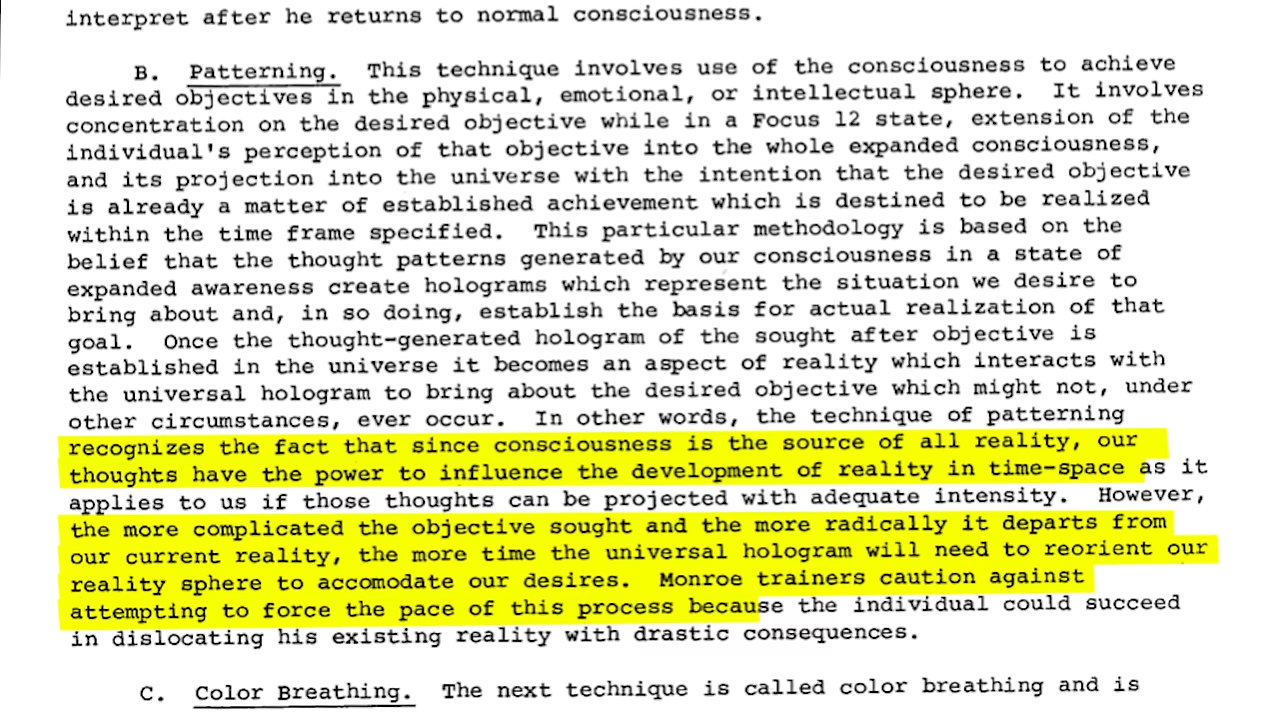 interpret after he returns to normal consciousness.
B. Patterning. This technique involves use of the consciousness to achieve
desired objectives in the physical, emotional, or intellectual sphere. It involves
concentration on the desired objective while in a Focus 12 state, extension of the
individual's perception of that objective into the whole expanded consciousness,
and its projection into the universe with the intention that the desired objective
is already a matter of established achievement which is destined to be realized
within the time frame specified. This particular methodology is based on the
belief that the thought patterns generated by our consciousness in a state of
expanded awareness create holograms which represent the situation we desire to
bring about and, in so doing, establish the basis for actual realization of that
goal. Once the thought-generated hologram of the sought after objective is
established in the universe it becomes an aspect of reality which interacts with
the universal hologram to bring about the desired objective which might not, under
other circumstances, ever occur. In other words, the technique of patterning
recognizes the fact that since consciousness is the source of all reality, our
thoughts have the power to influence the development of reality in time-space as it
applies to us if those thoughts can be projected with adequate intensity. However,
the more complicated the objective sought and the more radically it departs from
our current reality, the more time the universal hologram will need to reorient our
reality sphere to accomodate our desires. Monroe trainers caution against
attempting to force the pace of this process because the individual could succeed
in dislocating his existing reality with drastic consequences.
C. Color Breathing. The next technique is called color breathing and is